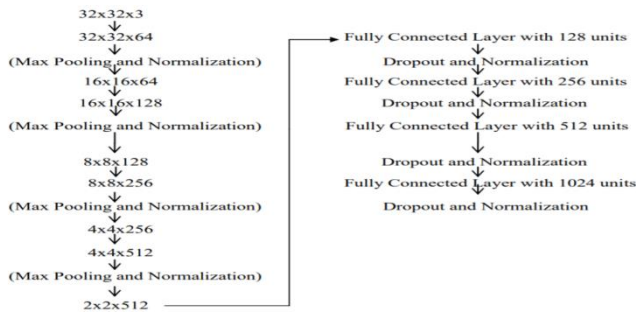 32x32x3
32x32x64
(Max Pooling and Normalization)
16x16x64
16x16x128
(Max Pooling and Normalization)
8x8x128
8x8x256
(Max Pooling and Normalization)
4x4x256
4x4x512
(Max Pooling and Normalization)
2x2x512
Fully Connected Layer with 128 units
Dropout and Normalization
Fully Connected Layer with 256 units
Dropout and Normalization
Fully Connected Layer with 512 units
Dropout and Normalization
Fully Connected Layer with 1024 units
Dropout and Normalization